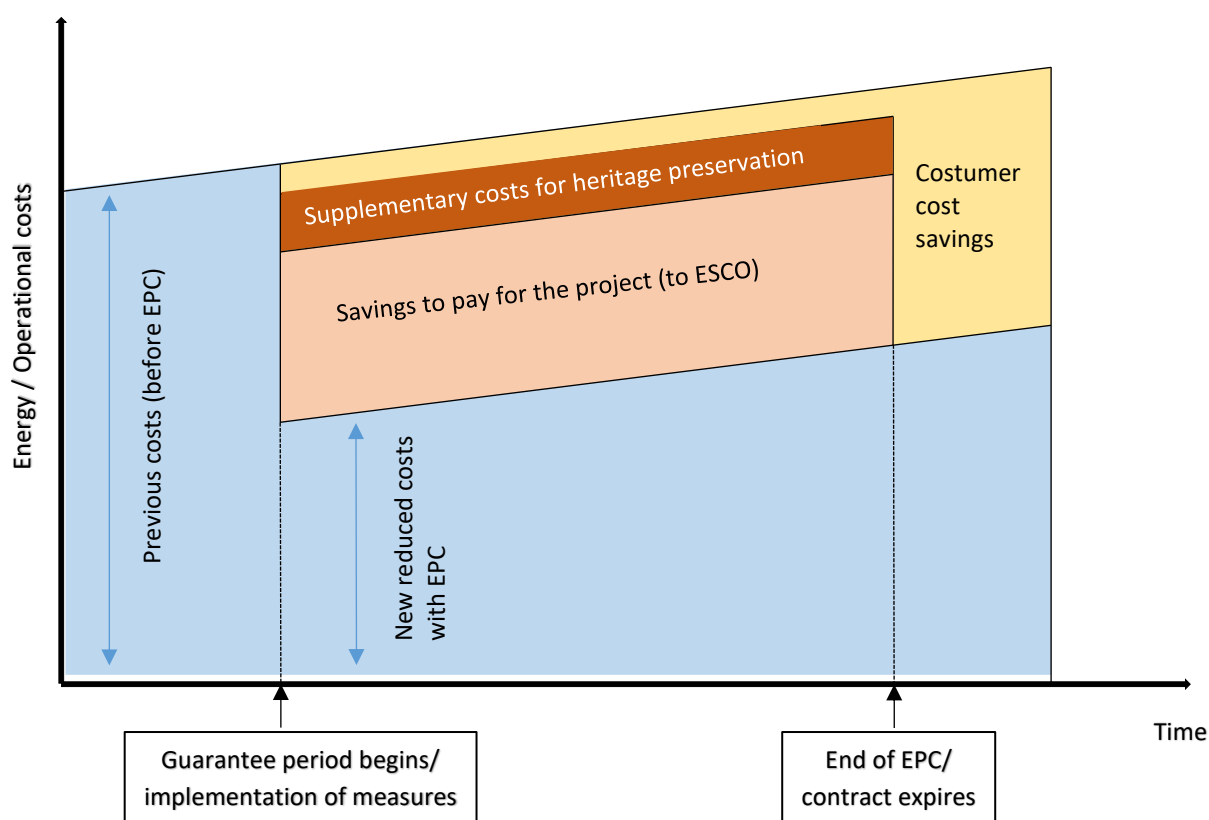 Energy / Operational costs
Previous costs (before EPC)
New reduced costs
with EPC
Supplementary costs for heritage preservation
Savings to pay for the project (to ESCO)
Costumer
cost
savings
Time
Guarantee period begins/
implementation of measures
End of EPC/
contract expires